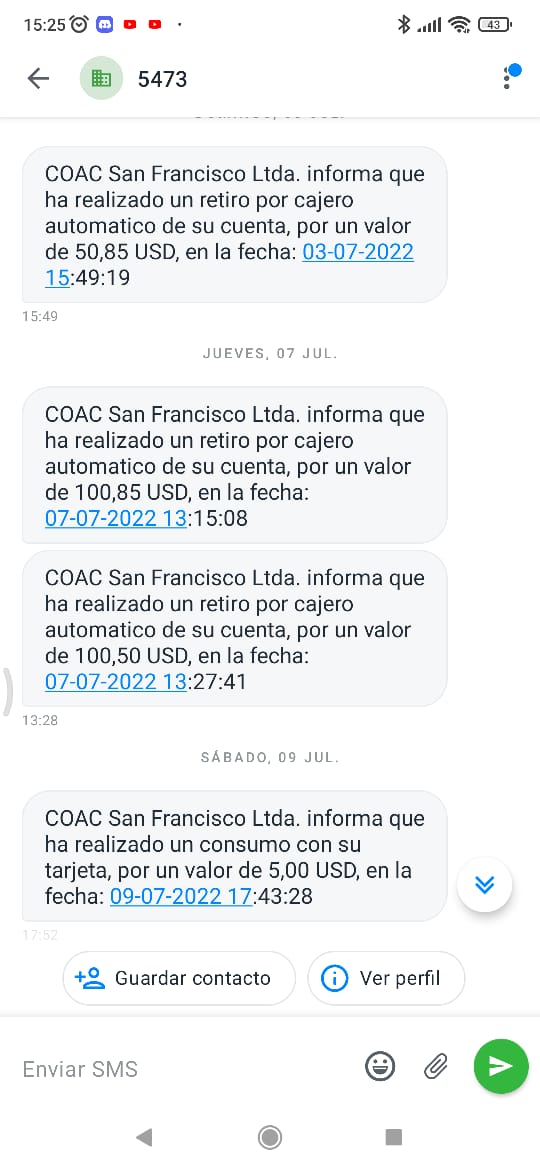 15:25
43
5473
COAC San Francisco Ltda. informa que
ha realizado un retiro por cajero
automatico de su cuenta, por un valor
de 50,85 USD, en la fecha: 03-07-2022
15:49:19
15:49
JUEVES, 07 JUL.
COAC San Francisco Ltda. informa que
ha realizado un retiro por cajero
automatico de su cuenta, por un valor
de 100,85 USD, en la fecha:
07-07-2022 13:15:08
COAC San Francisco Ltda. informa que
ha realizado un retiro por cajero
automatico de su cuenta, por un valor
de 100,50 USD, en la fecha:
07-07-2022 13:27:41
13:28
SÁBADO, 09 JUL.
COAC San Francisco Ltda. informa que
ha realizado un consumo con su
tarjeta, por un valor de 5,00 USD, en la
fecha: 09-07-2022 17:43:28
17:52
Guardar contacto
Ver perfil
Enviar SMS